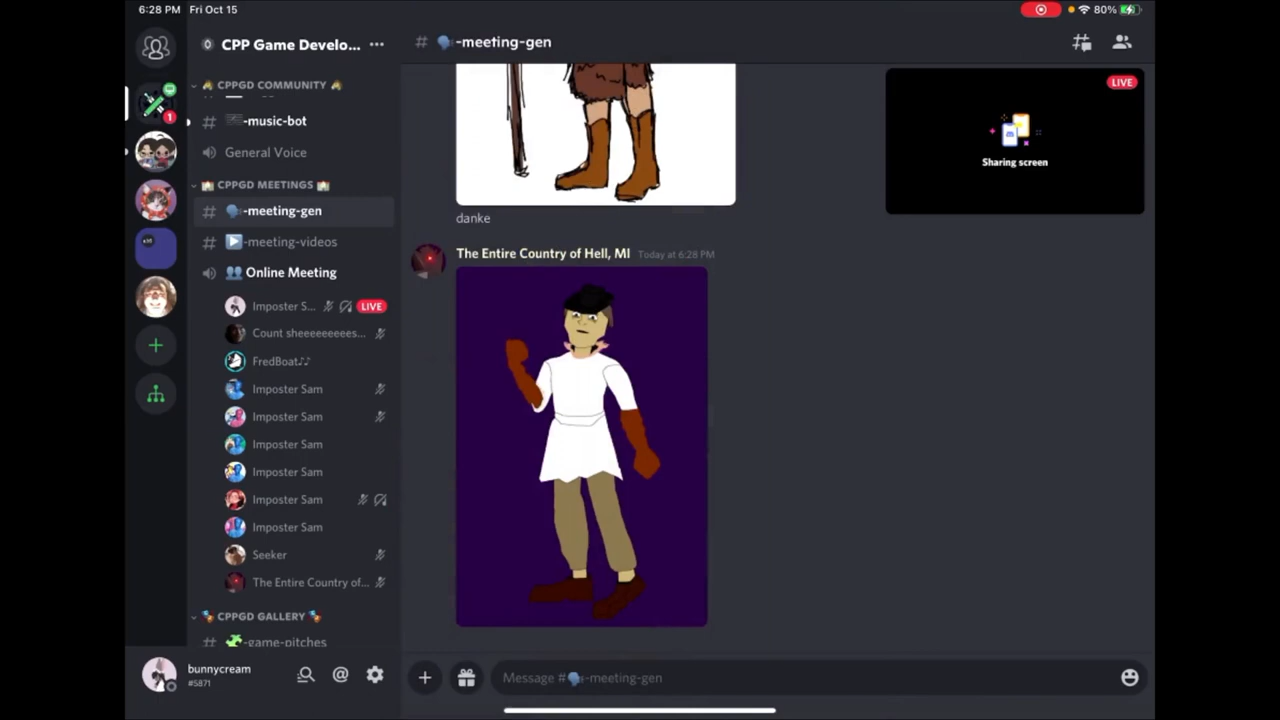 6:28 PM Fri Oct 15
80%
CPP Game Develo... •••
CPPGD COMMUNITY
-music-bot
General Voice
CPPGD MEETINGS
-meeting-gen
-meeting-videos
Online Meeting
Imposter S... LIVE
Count sheeeeeeees...
FredBoat♪♪
Imposter Sam
Imposter Sam
Imposter Sam
Imposter Sam
Imposter Sam
Imposter Sam
Seeker
The Entire Country of...
CPPGD GALLERY
-game-pitches
bunnycream
#5871
1
# -meeting-gen
danke
The Entire Country of Hell, MI Today at 6:28 PM
LIVE
Sharing screen
Message # -meeting-gen